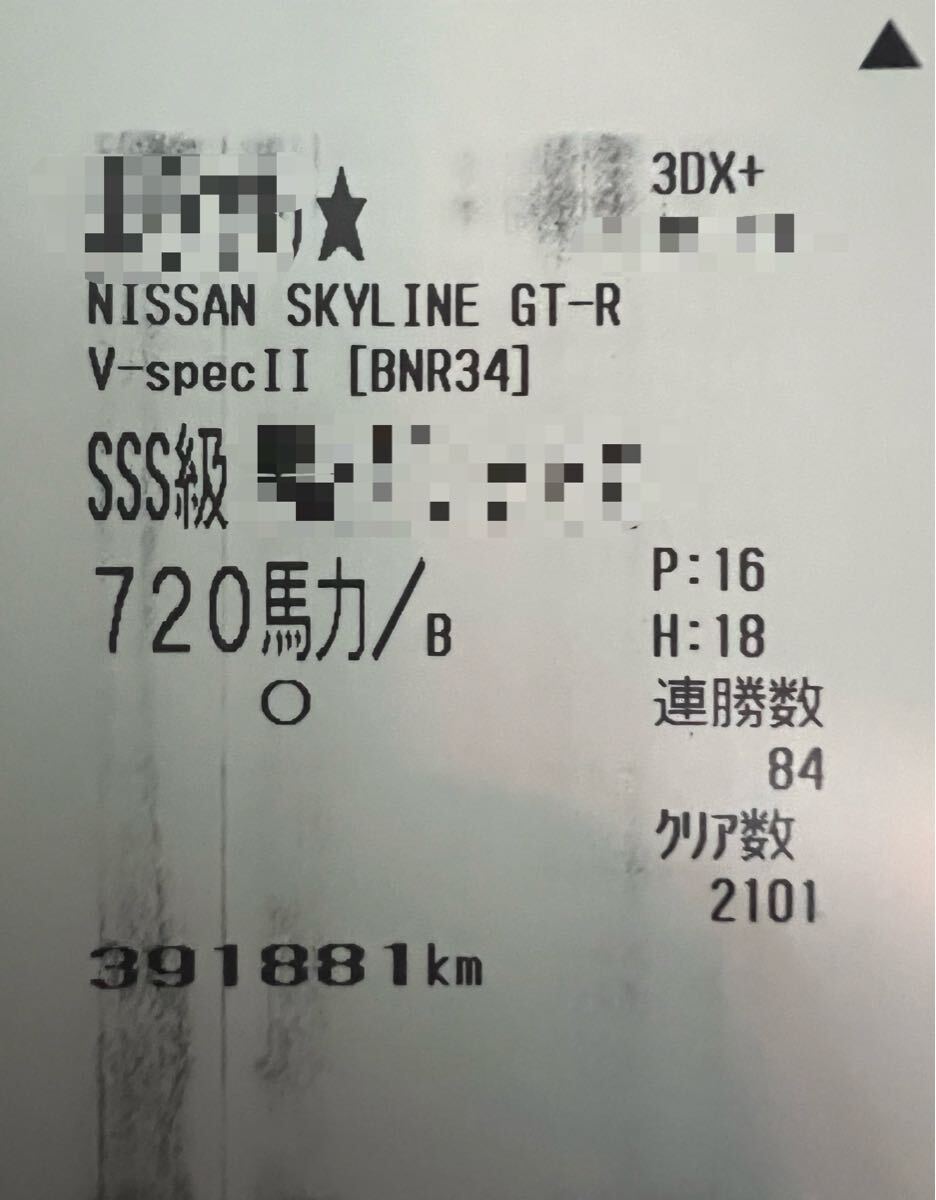 ▲
★ 3DX+
NISSAN SKYLINE GT-R
V-specII [BNR34]
SSS級
720馬力/B
○
P:16
H:18
連勝数
84
クリア数
2101
391881km